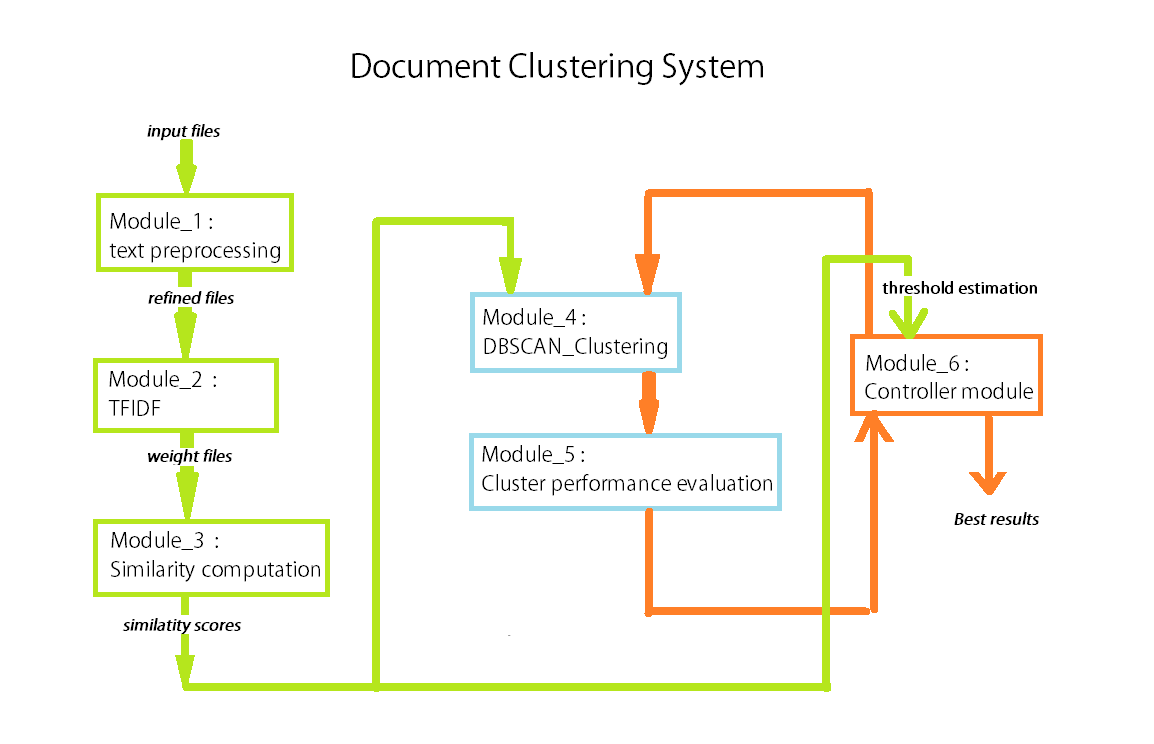 Document Clustering System
input files
Module_1 :
text preprocessing
refined files
Module_2  :
TFIDF
weight files
Module_3  :
Similarity computation
similatity scores
Module_4 :
DBSCAN_Clustering
Module_5 :
Cluster performance evaluation
threshold estimation
Module_6 :
Controller module
Best results